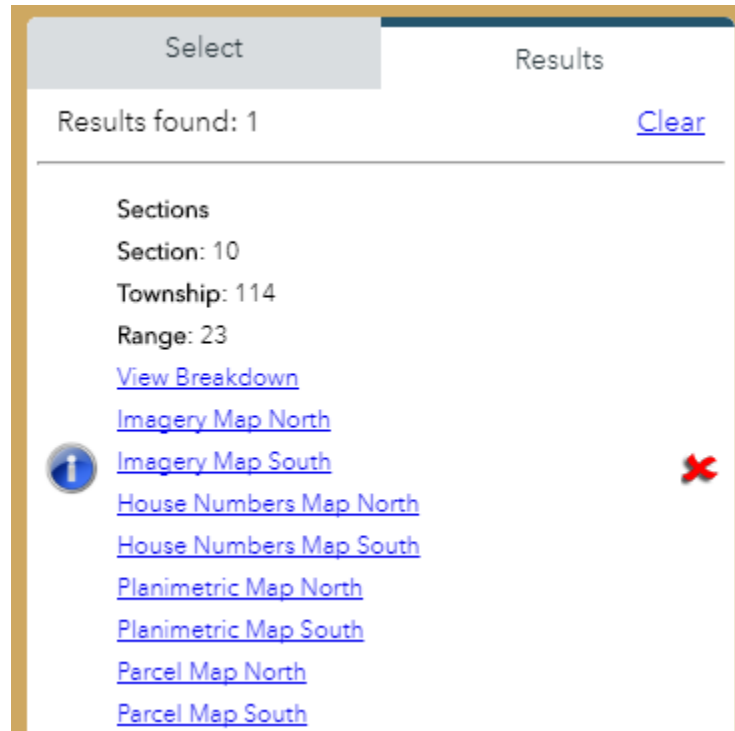 Select
Results
Results found: 1
Clear
Sections
Section: 10
Township: 114
Range: 23
View Breakdown
Imagery Map North
Imagery Map South
House Numbers Map North
House Numbers Map South
Planimetric Map North
Planimetric Map South
Parcel Map North
Parcel Map South